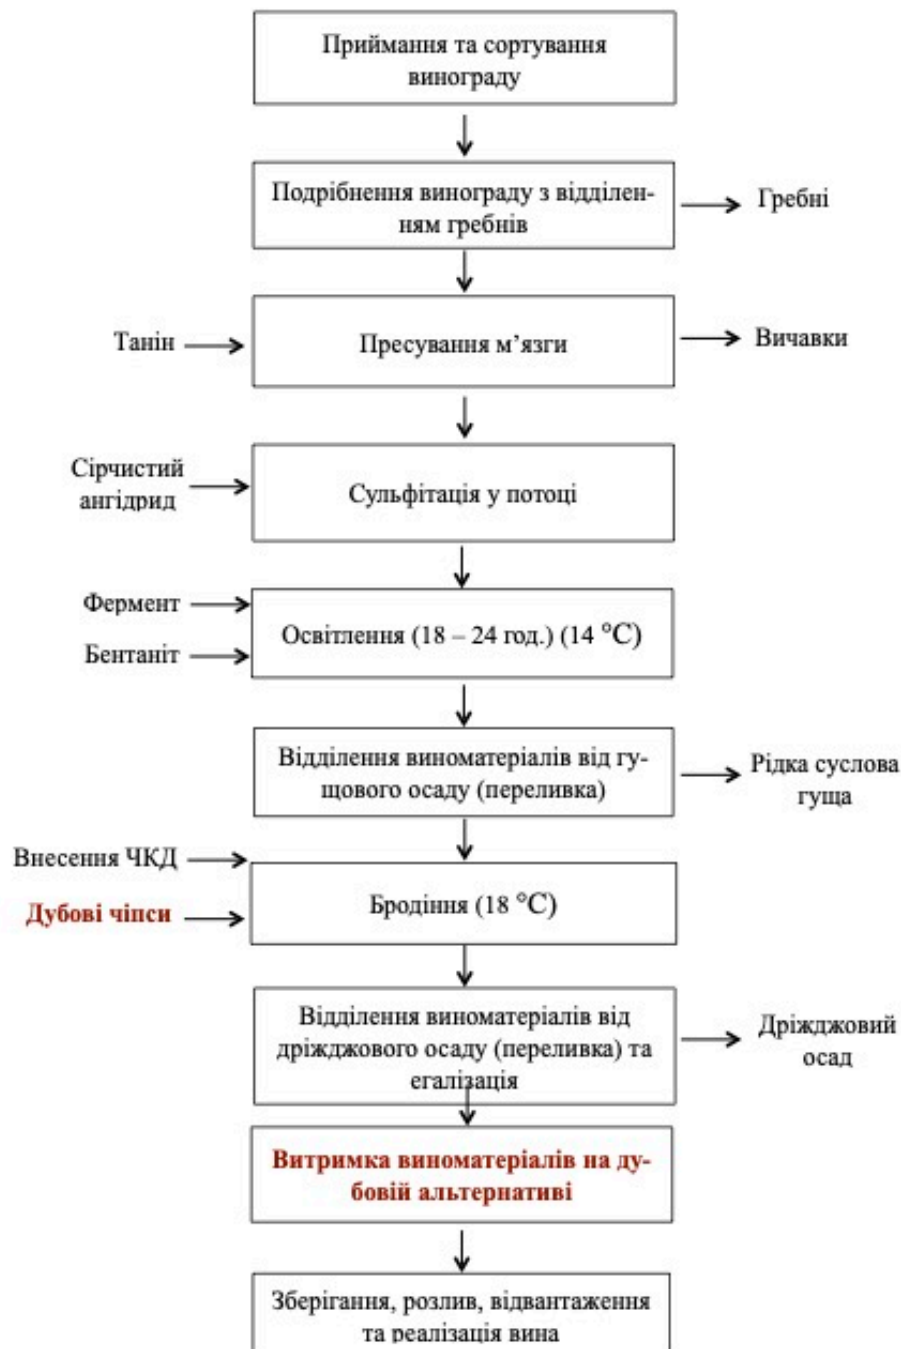 Приймання та сортування
винограду
Подрібнення винограду з відділен-
ням гребнів
Гребні
Танін
Пресування м’язги
Вичавки
Сірчистий
ангідрид
Сульфітація у потоці
Фермент
Бентаніт
Освітлення (18 – 24 год.) (14 °C)
Відділення виноматеріалів від гу-
щового осаду (переливка)
Рідка суслова
гуща
Внесення ЧКД
Дубові чіпси
Бродіння (18 °C)
Відділення виноматеріалів від
дріжджового осаду (переливка) та
егалізація
Дріжджовий
осад
Витримка виноматеріалів на ду-
бовій альтернативі
Зберігання, розлив, відвантаження
та реалізація вина